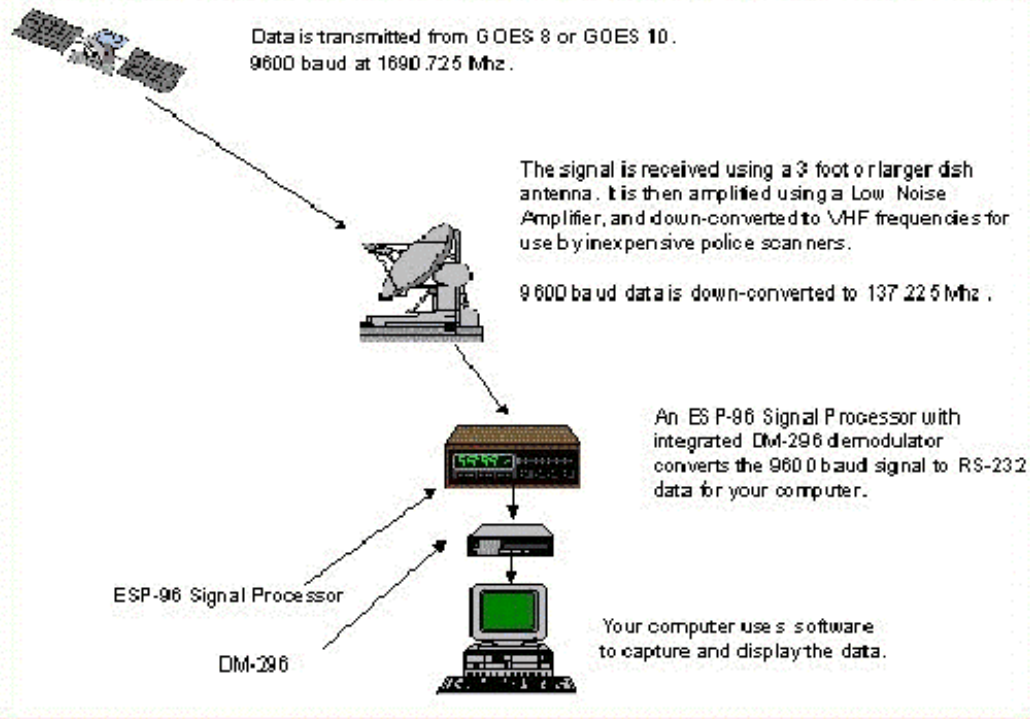 Data is transmitted from GOES 8 or GOES 10.
9600 baud at 1690.725 Mhz.
The signal is received using a 3 foot or larger dish
antenna. It is then amplified using a Low Noise
Amplifier, and down-converted to VHF frequencies for
use by inexpensive police scanners.
9600 baud data is down-converted to 137.225 Mhz.
An ESP-96 Signal Processor with
integrated DM-296 demodulator
converts the 9600 baud signal to RS-232
data for your computer.
ESP-96 Signal Processor
DM-296
Your computer uses software
to capture and display the data.